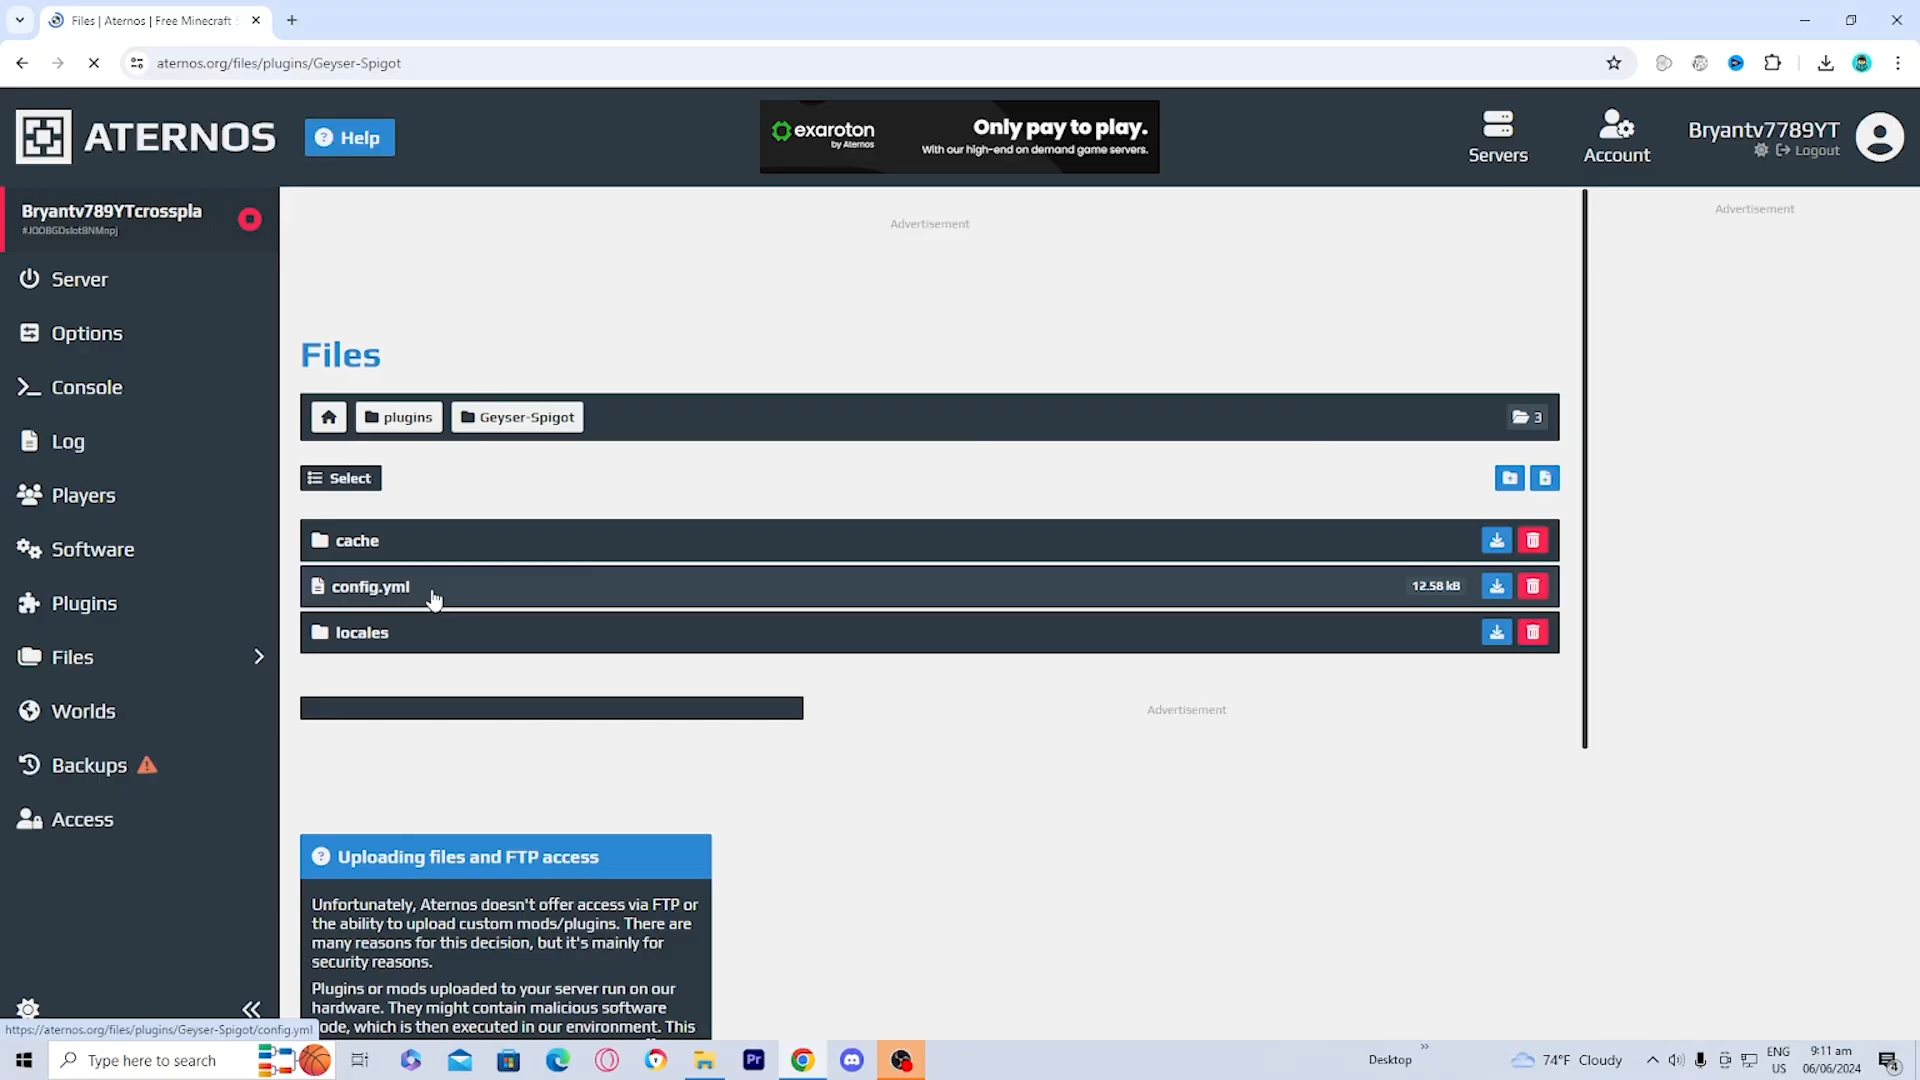 Files | Aternos | Free Minecraft
aternos.org/files/plugins/Geyser-Spigot
ATERNOS
Help
exaroton
by Aternos
Only pay to play.
With our high-end on demand game servers.
Servers
Account
Bryantv7789YT
Logout
Bryantv789YTcrosspla
Server
Options
Console
Log
Players
Software
Plugins
Files
Worlds
Backups
Access
Advertisement
Advertisement
Files
plugins
Geyser-Spigot
3
Select
cache
config.yml
12.58 kB
locales
Advertisement
Uploading files and FTP access
Unfortunately, Aternos doesn't offer access via FTP or
the ability to upload custom mods/plugins. There are
many reasons for this decision, but it's mainly for
security reasons.
Plugins or mods uploaded to your server run on our
hardware. They might contain malicious software
code, which is then executed in our environment. This
https://aternos.org/files/plugins/Geyser-Spigot/config.yml
Type here to search
Pr
Desktop
74°F Cloudy
ENG
US
9:11 am
06/06/2024
4